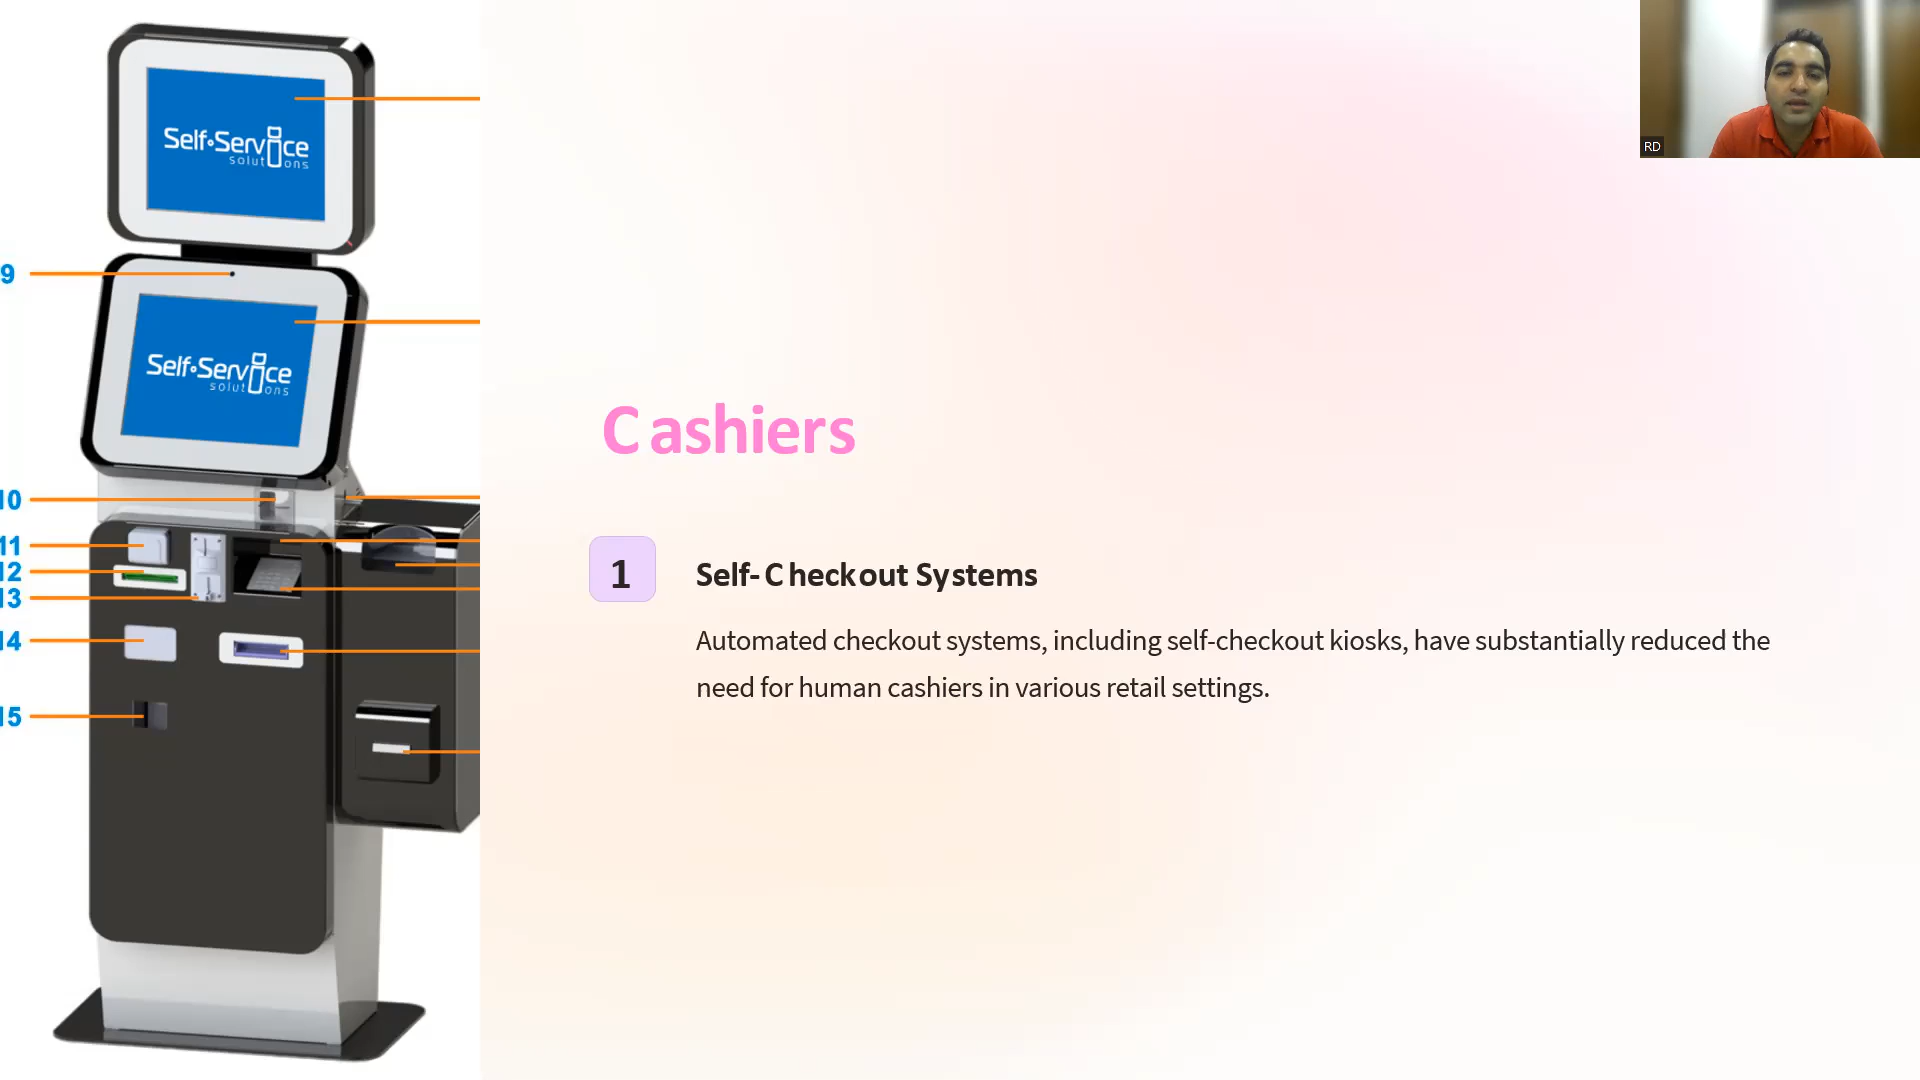 Self-Service
solutions
9
Self-Service
solutions
10
11
12
13
14
15
Cashiers
1
Self-Checkout Systems
Automated checkout systems, including self-checkout kiosks, have substantially reduced the
need for human cashiers in various retail settings.
RD